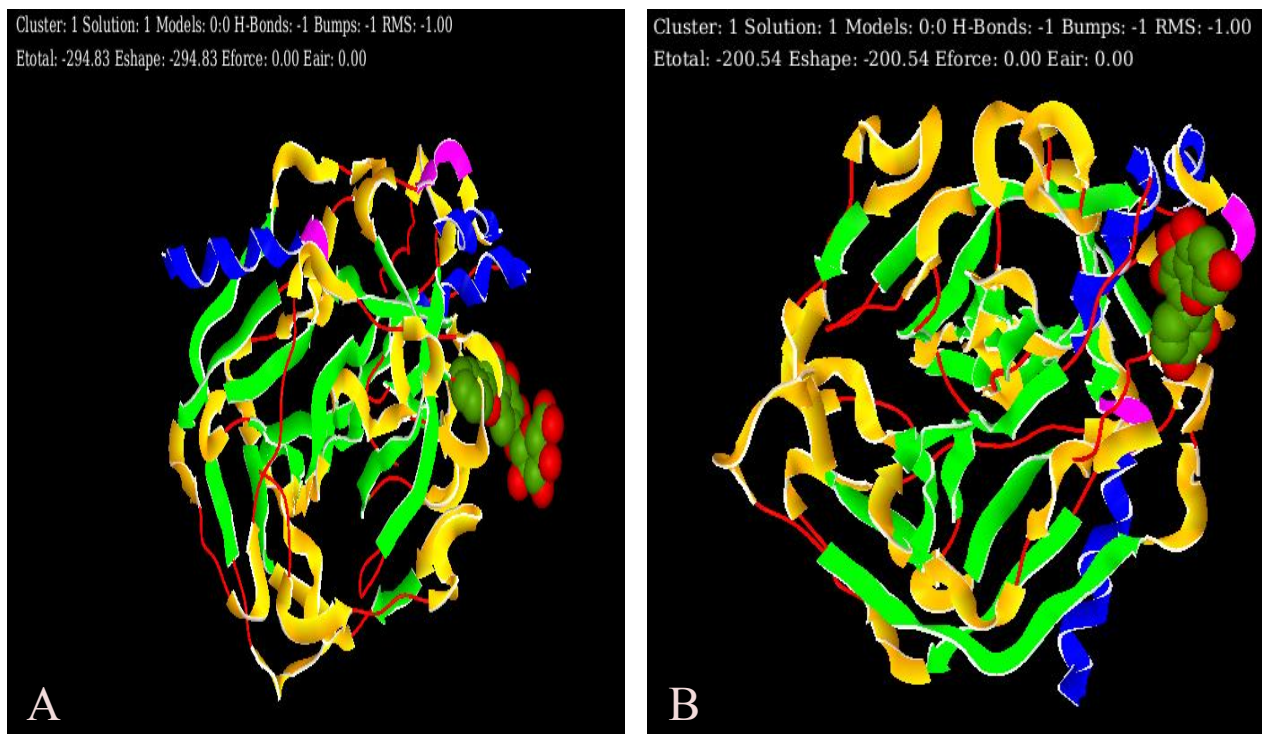 Cluster: 1 Solution: 1 Models: 0:0 H-Bonds: -1 Bumps: -1 RMS: -1.00
Etotal: -294.83 Eshape: -294.83 Eforce: 0.00 Eair: 0.00
A
Cluster: 1 Solution: 1 Models: 0:0 H-Bonds: -1 Bumps: -1 RMS: -1.00
Etotal: -200.54 Eshape: -200.54 Eforce: 0.00 Eair: 0.00
B